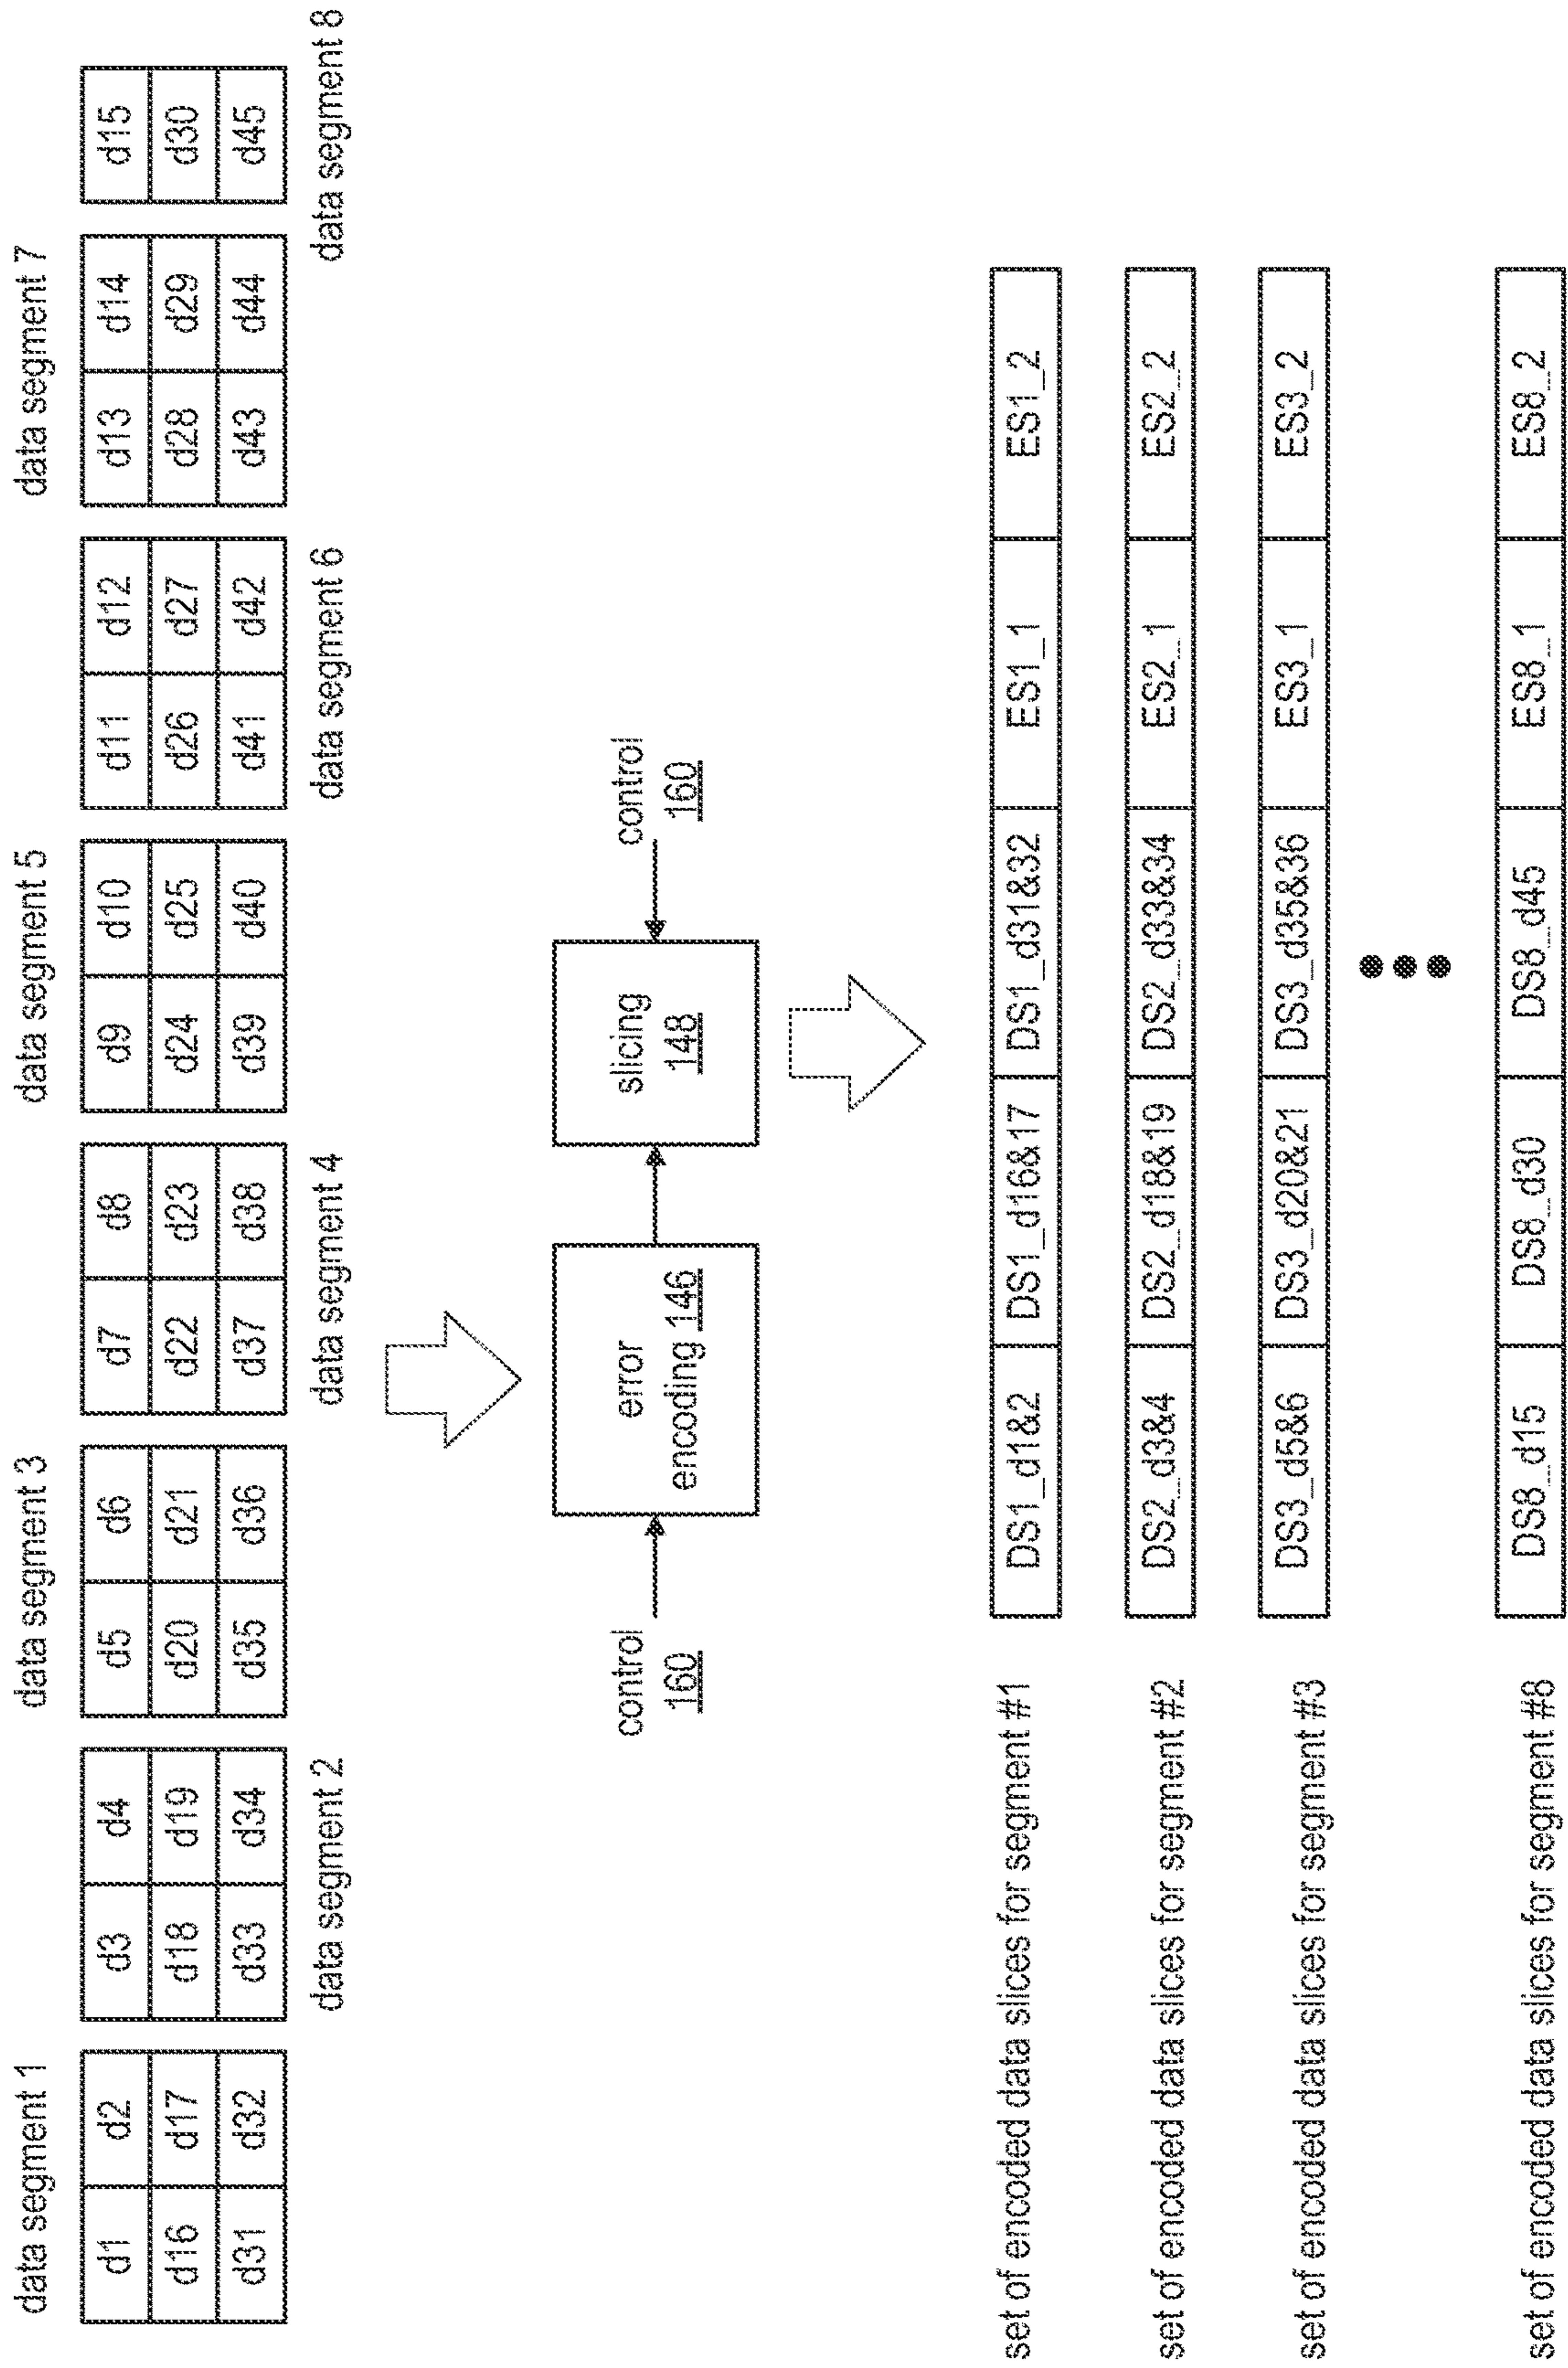 data segment 1
data segment 3
data segment 5
data segment 7
d1 d2 d3 d4 d5 d6 d7 d8 d9 d10 d11 d12 d13 d14 d15
d16 d17 d18 d19 d20 d21 d22 d23 d24 d25 d26 d27 d28 d29 d30
d31 d32 d33 d34 d35 d36 d37 d38 d39 d40 d41 d42 d43 d44 d45
data segment 2
data segment 4
data segment 6
data segment 8
control
160
error
encoding 146
slicing
148
control
160
set of encoded data slices for segment #1
DS1_d1&2 DS1_d16&17 DS1_d31&32 ES1_1 ES1_2
set of encoded data slices for segment #2
DS2_d3&4 DS2_d18&19 DS2_d33&34 ES2_1 ES2_2
set of encoded data slices for segment #3
DS3_d5&6 DS3_d20&21 DS3_d35&36 ES3_1 ES3_2
set of encoded data slices for segment #8
DS8_d15 DS8_d30 DS8_d45 ES8_1 ES8_2